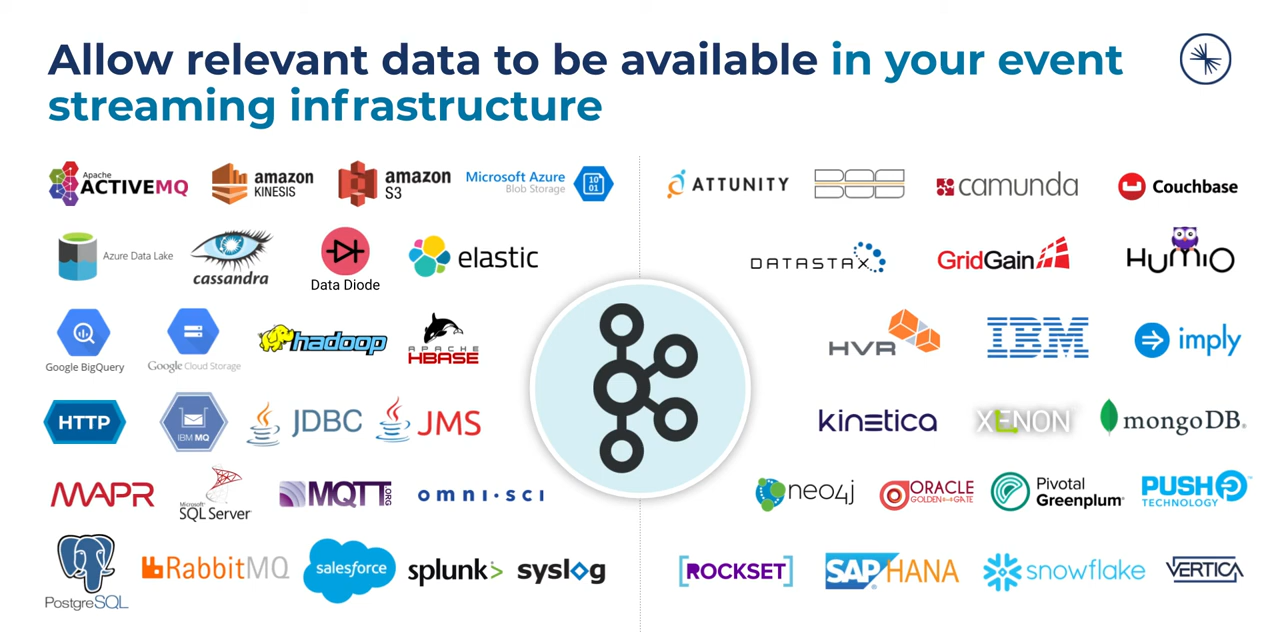 Allow relevant data to be available in your event
streaming infrastructure
Apache
ACTIVEMQ
amazon
KINESIS
amazon
S3
Microsoft Azure
Blob Storage
10
01
ATTUNITY
camunda
Couchbase
Azure Data Lake
cassandra
Data Diode
elastic
DATASTAX
GridGain
HUMIO
Google BigQuery
Google Cloud Storage
hadoop
APACHE
HBASE
HVR
IBM
imply
HTTP
IBM MQ
JDBC
JMS
kinetica
XENON
mongoDB.
MAPR
Microsoft
SQL Server
MQTT.ORG
omni·sci
neo4j
ORACLE
GOLDEN GATE
Pivotal
Greenplum
PUSH
TECHNOLOGY
PostgreSQL
RabbitMQ
salesforce
splunk>
syslog
[ROCKSET]
SAP HANA
snowflake
VERTICA